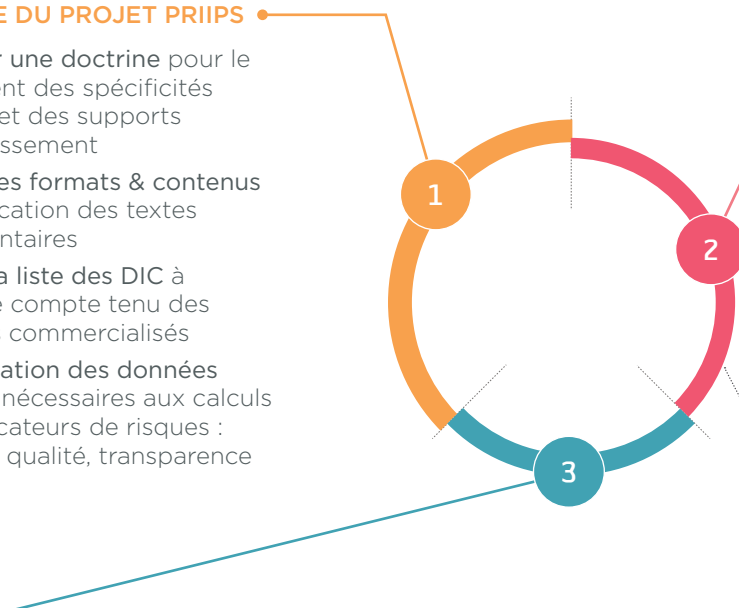 E DU PROJET PRIIPS
r une doctrine pour le
nt des spécificités
et des supports
ssement
es formats & contenus
cation des textes
ntaires
a liste des DIC à
e compte tenu des
s commercialisés
ation des données
nécessaires aux calculs
cateurs de risques :
qualité, transparence
1
2
3